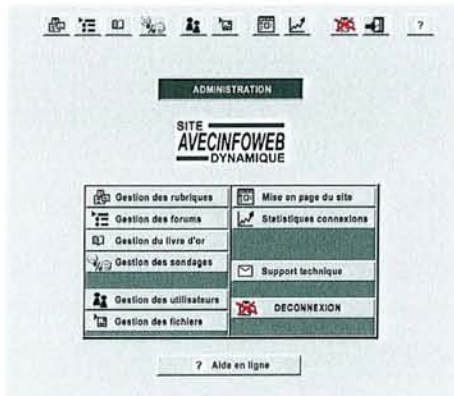 ?
ADMINISTRATION
SITE
AVECINFOWEB
DYNAMIQUE
Gestion des rubriques
Mise en page du site
Gestion des forums
Statistiques connexions
Gestion du livre d'or
Gestion des sondages
Support technique
Gestion des utilisateurs
DECONNEXION
Gestion des fichiers
? Aide en ligne